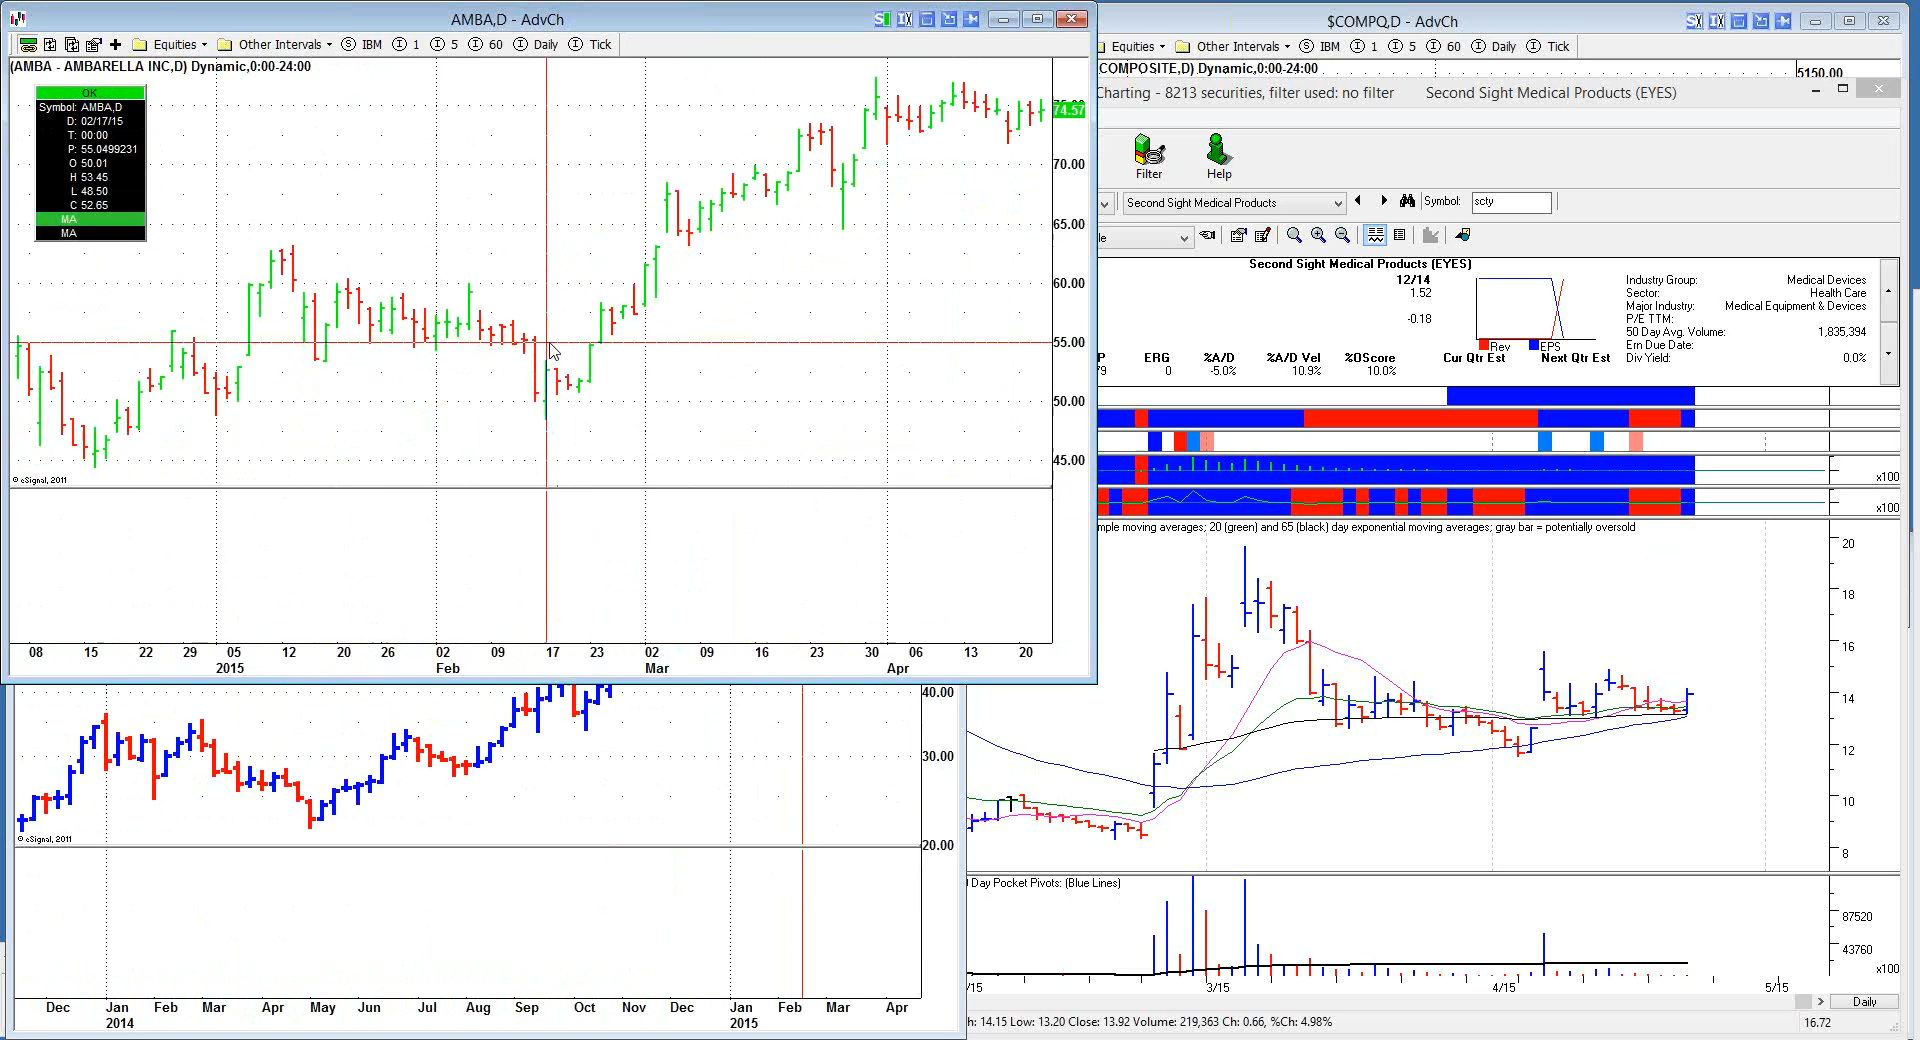 AMBA,D - AdvCh
Equities Other Intervals S IBM I 1 I 5 I 60 I Daily I Tick
(AMBA - AMBARELLA INC,D) Dynamic,0:00-24:00
OK
Symbol: AMBA,D
D: 02/17/15
T: 00:00
P: 55.0499231
O 50.01
H 53.45
L 48.50
C 52.65
MA
MA
74.57
70.00
65.00
60.00
55.00
50.00
45.00
© eSignal, 2011
08 15 22 29 05 12 20 26 02 09 17 23 02 09 16 23 30 06 13 20
2015 Feb Mar Apr
40.00
30.00
20.00
© eSignal, 2011
Dec Jan Feb Mar Apr May Jun Jul Aug Sep Oct Nov Dec Jan Feb Mar Apr
2014 2015
$COMPQ,D - AdvCh
Equities Other Intervals S IBM I 1 I 5 I 60 I Daily I Tick
COMPOSITE,D) Dynamic,0:00-24:00
5150.00
Charting - 8213 securities, filter used: no filter Second Sight Medical Products (EYES)
Filter Help
Second Sight Medical Products Symbol: scty
le
Second Sight Medical Products (EYES)
12/14
1.52
-0.18
Rev EPS
Industry Group: Medical Devices
Sector: Health Care
Major Industry: Medical Equipment & Devices
P/E TTM:
50 Day Avg. Volume: 1,835,394
Ern Due Date:
Div Yield: 0.0%
P ERG %A/D %A/D Vel %OScore Cur Qtr Est Next Qtr Est
79 0 -5.0% 10.9% 10.0%
x100
x100
mple moving averages; 20 (green) and 65 (black) day exponential moving averages; gray bar = potentially oversold
20
18
16
14
12
10
8
Day Pocket Pivots: (Blue Lines)
87520
43760
x100
/15 3/15 4/15 5/15
Daily
h: 14.15 Low: 13.20 Close: 13.92 Volume: 219,363 Ch: 0.66, %Ch: 4.98% 16.72